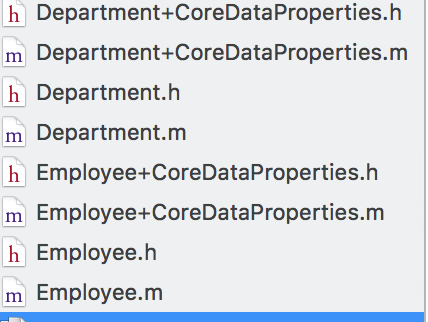 h Department+CoreDataProperties.h
m Department+CoreDataProperties.m
h Department.h
m Department.m
h Employee+CoreDataProperties.h
m Employee+CoreDataProperties.m
h Employee.h
m Employee.m